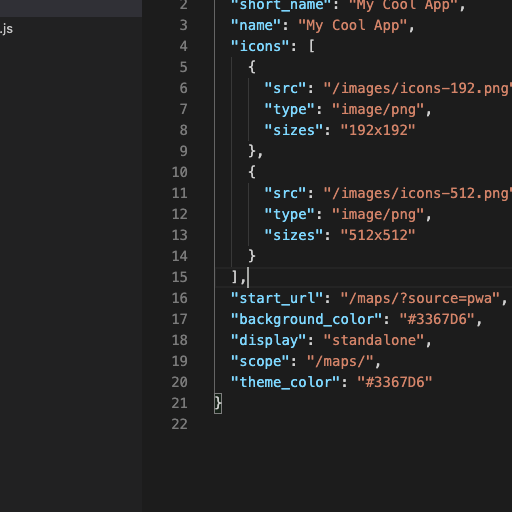 2 "short_name": "My Cool App",
.js
3 "name": "My Cool App",
4 "icons": [
5 {
6 "src": "/images/icons-192.png"
7 "type": "image/png",
8 "sizes": "192x192"
9 },
10 {
11 "src": "/images/icons-512.png"
12 "type": "image/png",
13 "sizes": "512x512"
14 }
15 ],
16 "start_url": "/maps/?source=pwa",
17 "background_color": "#3367D6",
18 "display": "standalone",
19 "scope": "/maps/",
20 "theme_color": "#3367D6"
21 }
22